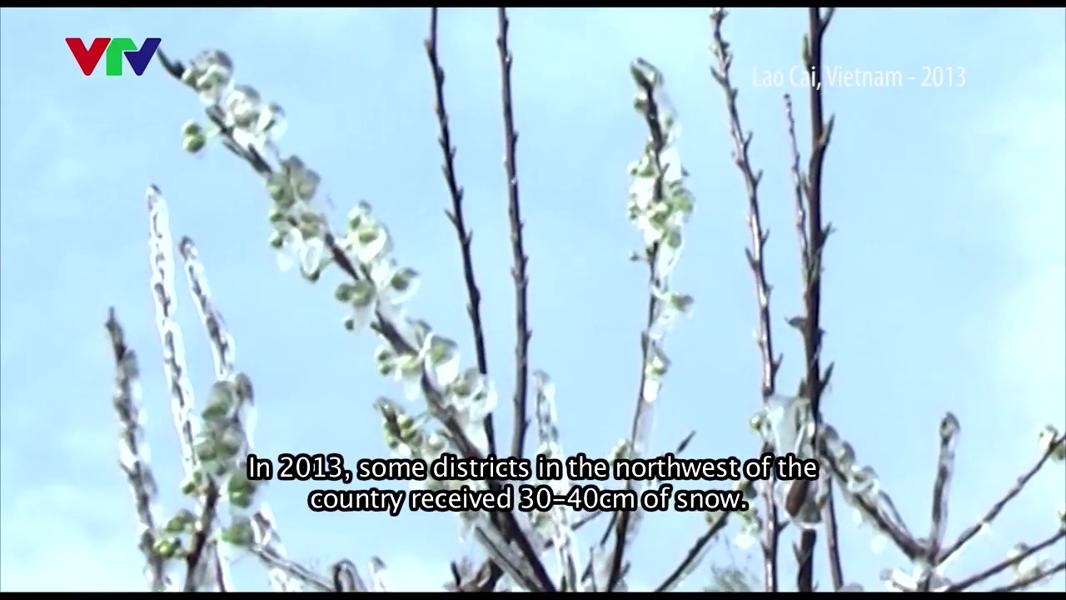 VTV
Lao Cai, Vietnam - 2013
In 2013, some districts in the northwest of the
country received 30-40cm of snow.